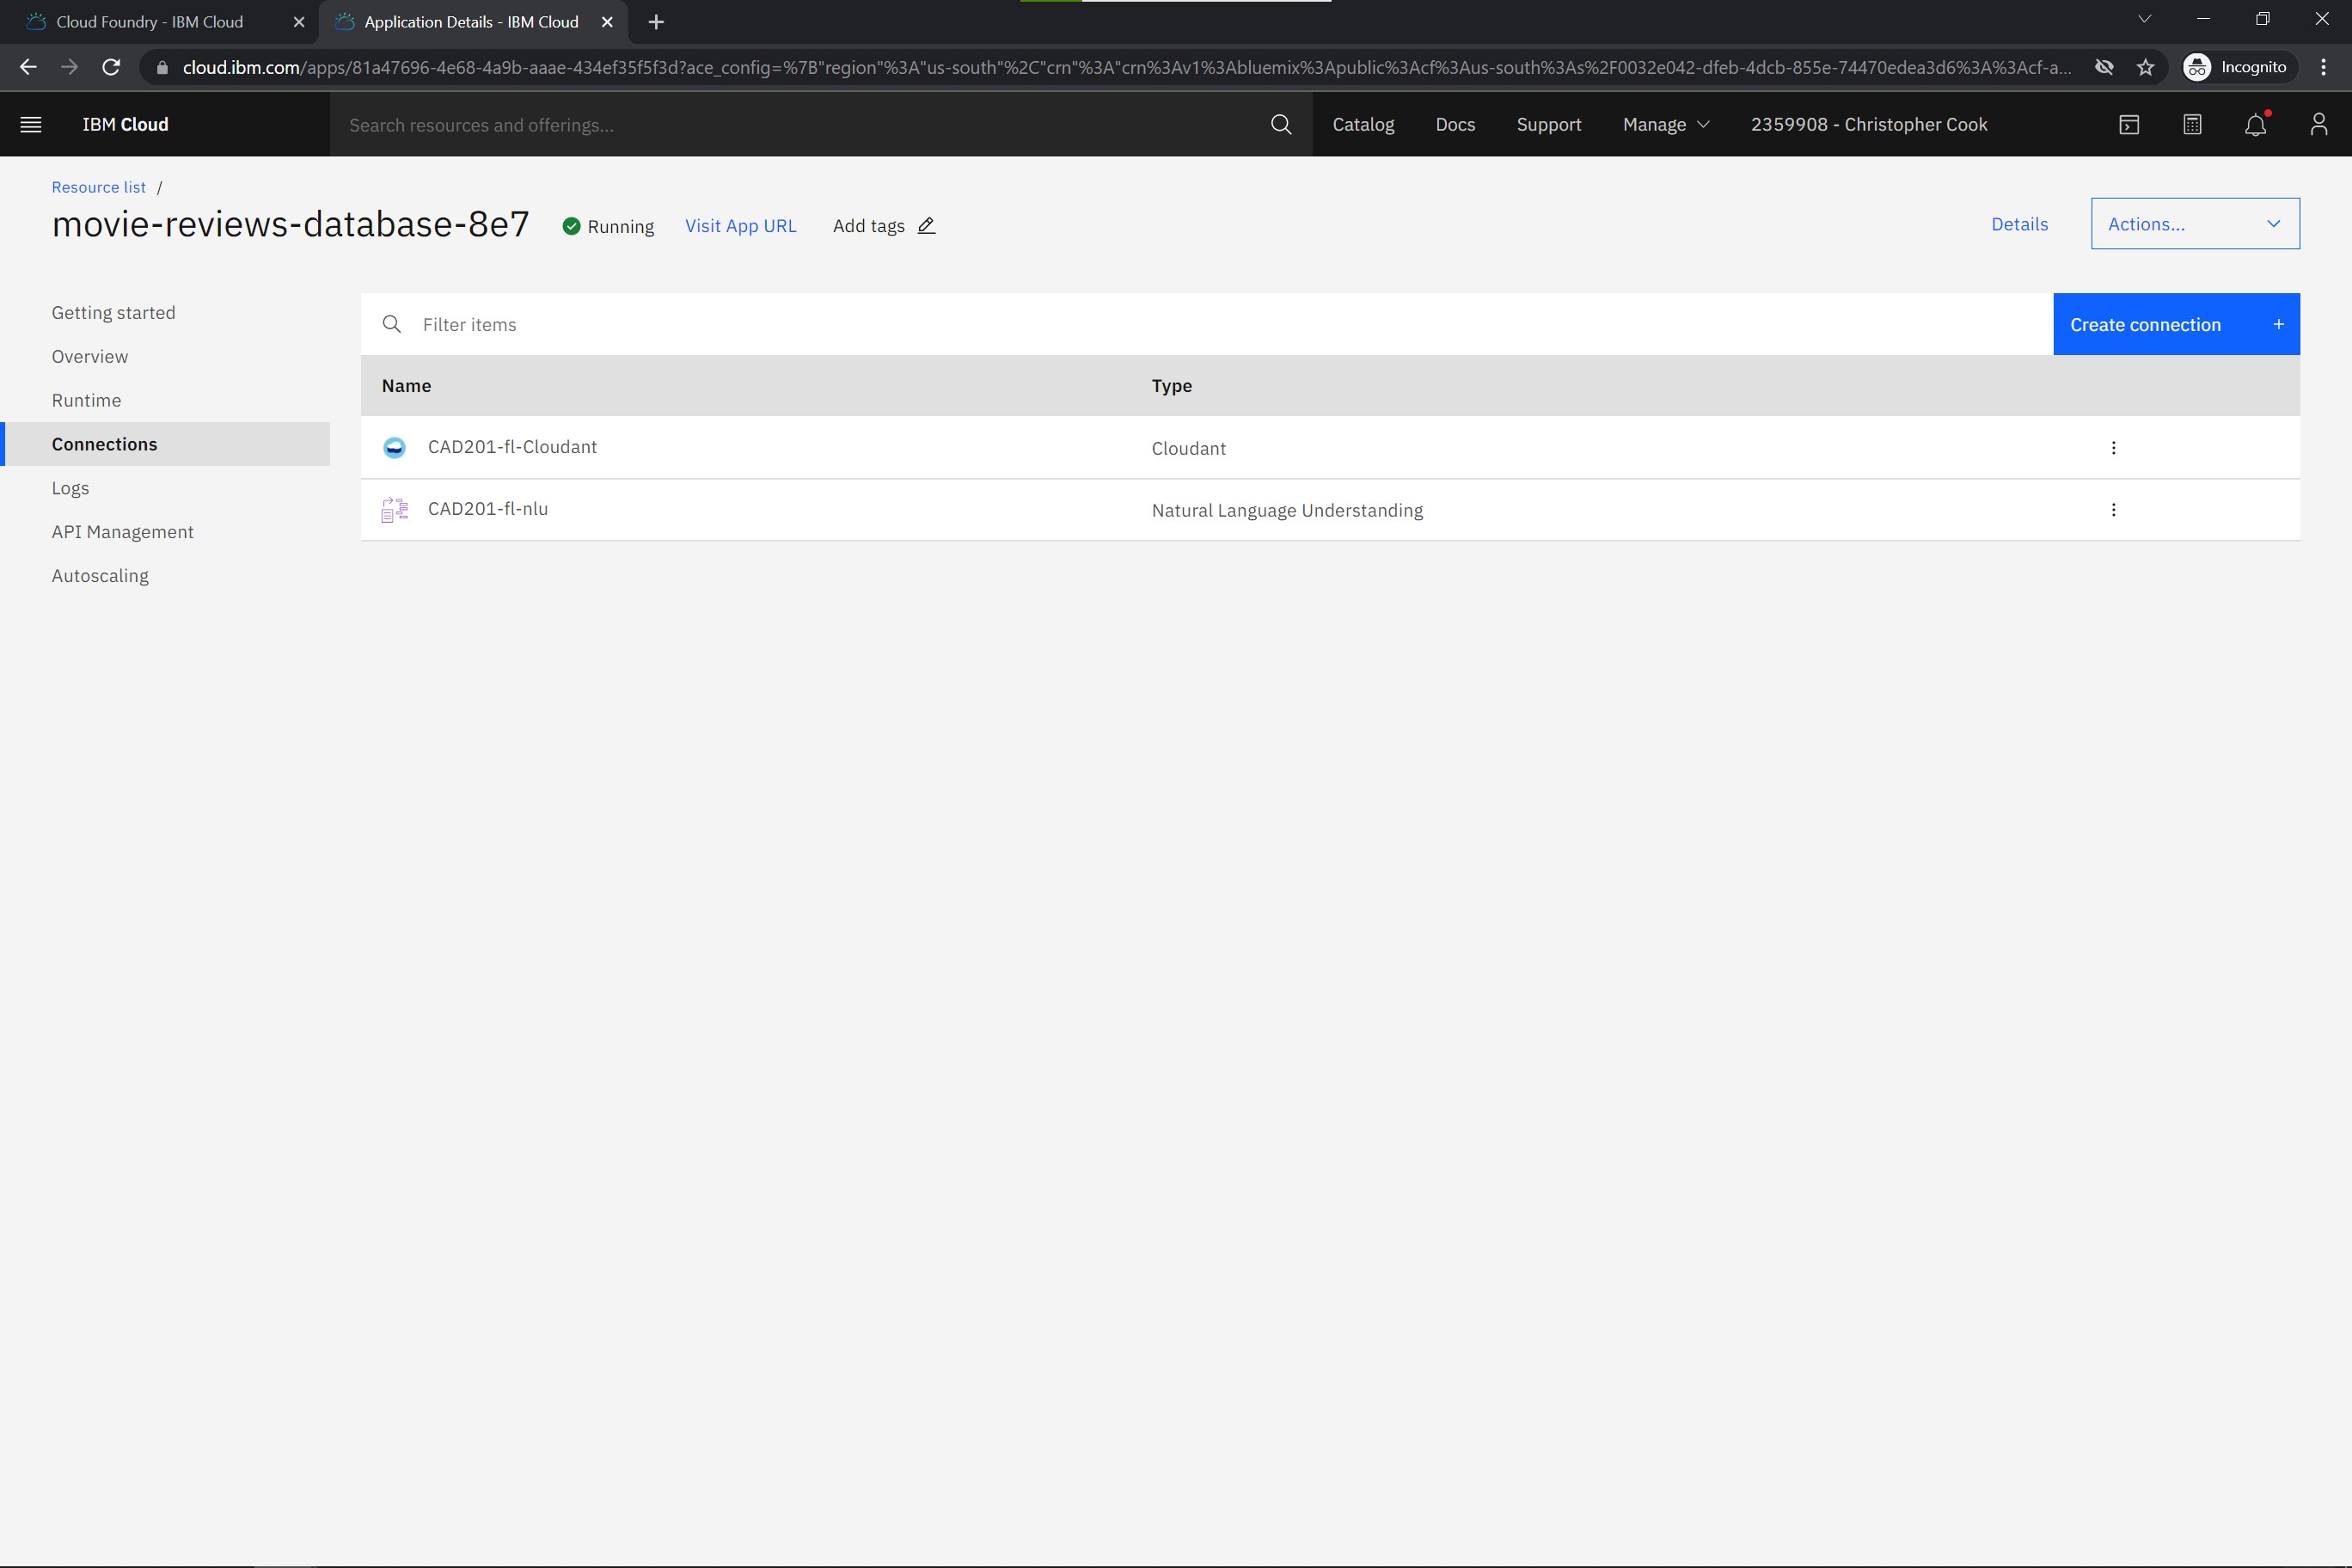 Cloud Foundry - IBM Cloud
Application Details - IBM Cloud
cloud.ibm.com/apps/81a47696-4e68-4a9b-aaae-434ef35f5f3d?ace_config=%7B"region"%3A"us-south"%2C"crn"%3A"crn%3Av1%3Abluemix%3Apublic%3Acf%3Aus-south%3As%2F0032e042-dfeb-4dcb-855e-74470edea3d6%3A%3Acf-a...
Incognito
IBM Cloud
Search resources and offerings...
Catalog
Docs
Support
Manage
2359908 - Christopher Cook
Resource list /
movie-reviews-database-8e7
Running
Visit App URL
Add tags
Details
Actions...
Getting started
Overview
Runtime
Connections
Logs
API Management
Autoscaling
Filter items
Create connection +
Name Type
CAD201-fl-Cloudant Cloudant
CAD201-fl-nlu Natural Language Understanding